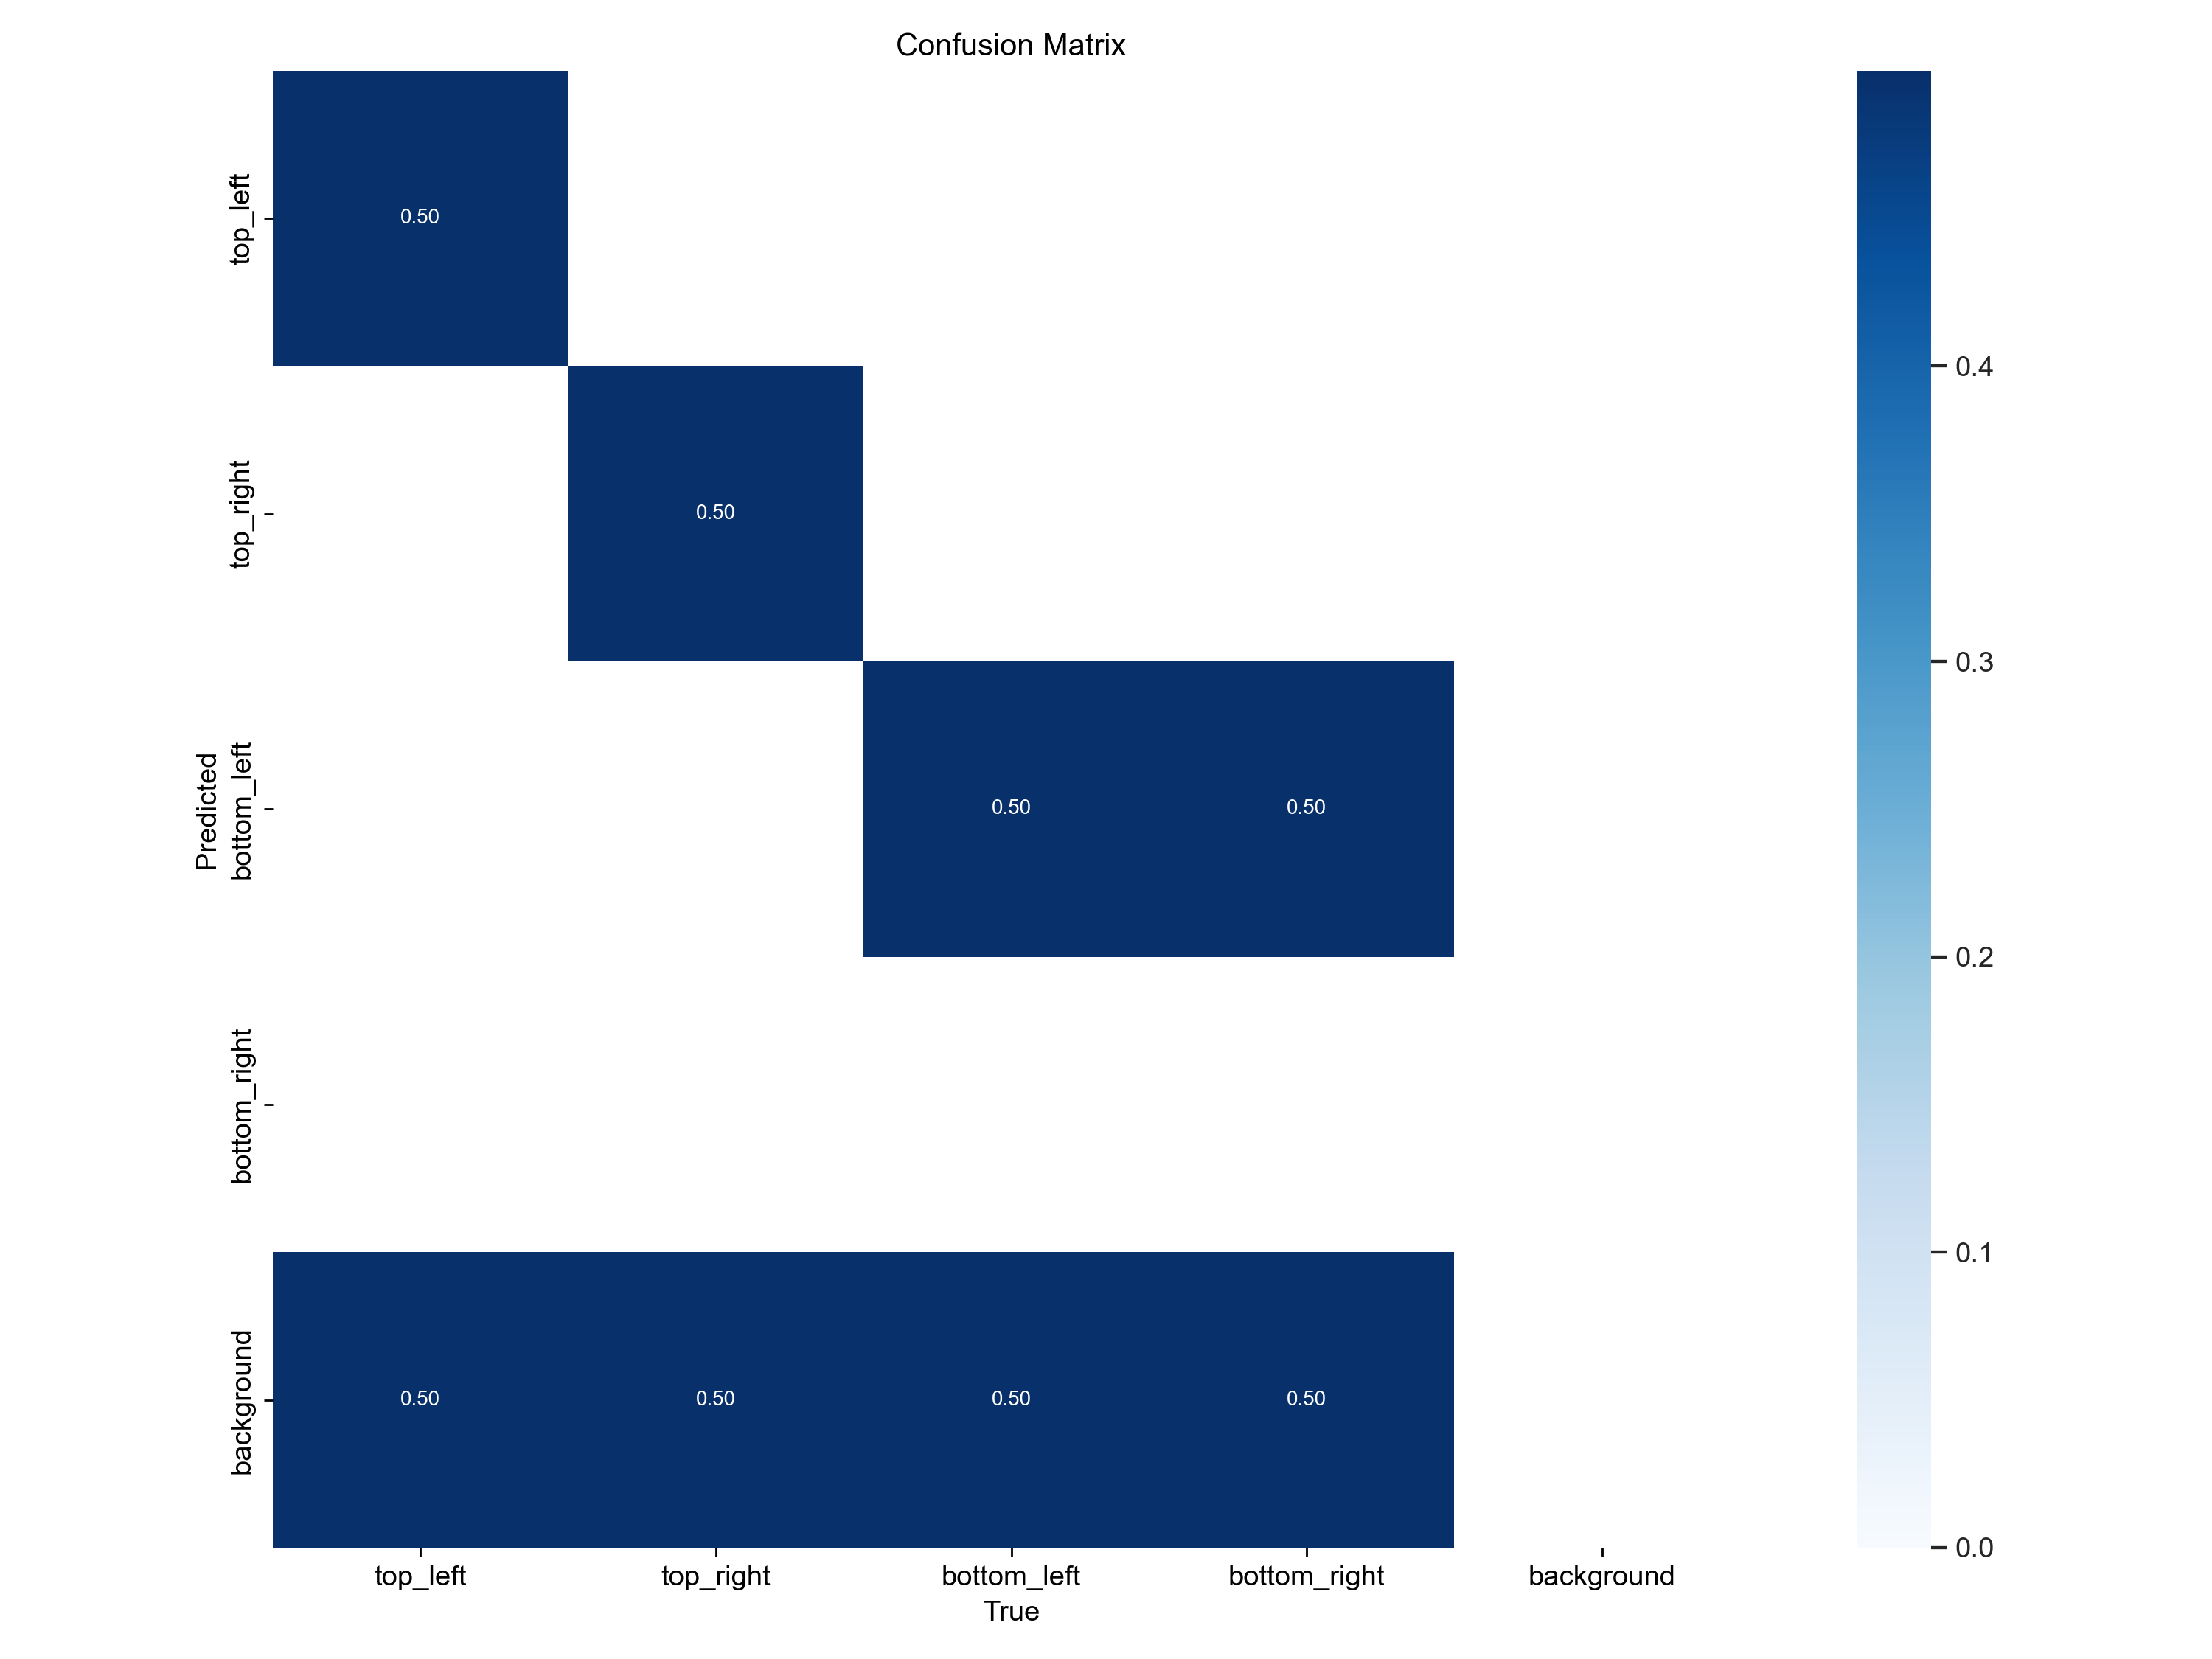 Confusion Matrix
top_left
0.50
top_right
0.50
0.4
0.3
Predicted
bottom_left
0.50 0.50
0.2
bottom_right
0.1
background
0.50 0.50 0.50 0.50
0.0
top_left top_right bottom_left bottom_right background
True